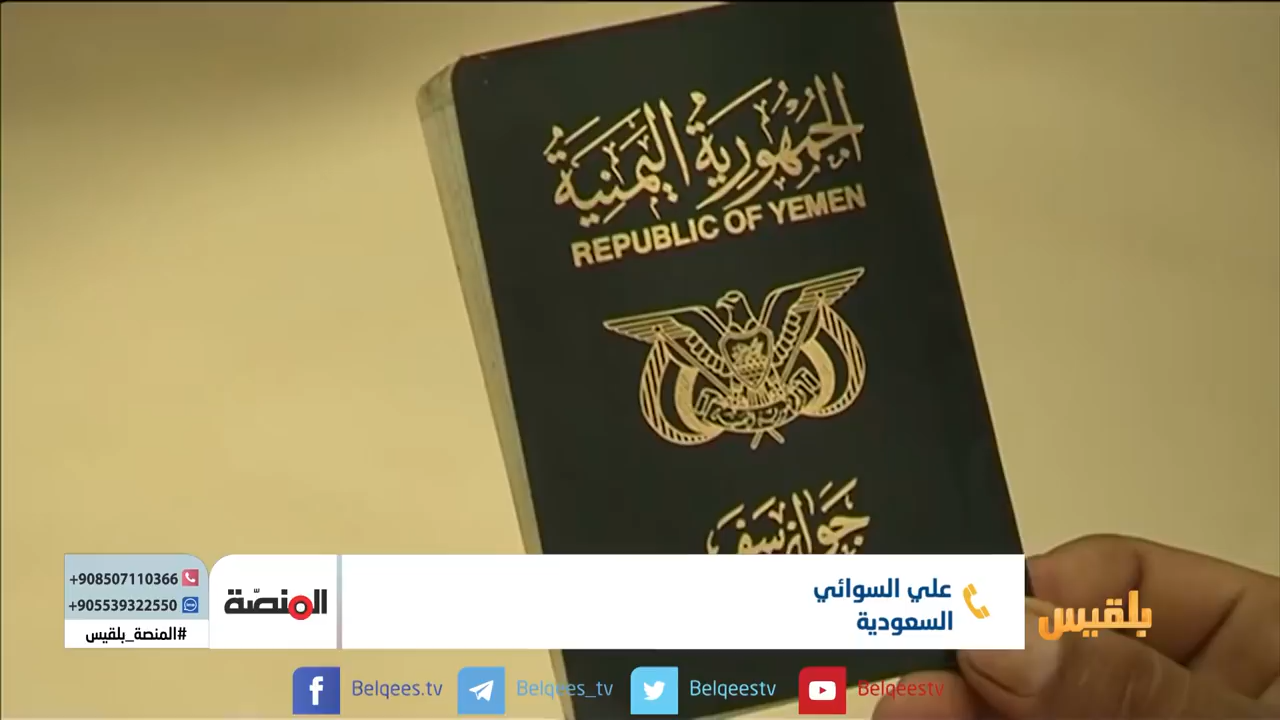 الجمهورية اليمنية
REPUBLIC OF YEMEN
جواز سفر
علي السوائي
السعودية
المنصّة
+908507110366
+905539322550
#المنصة_بلقيس
بلقيس
Belqees.tv
Belqees_tv
Belqeestv
Belqeestv